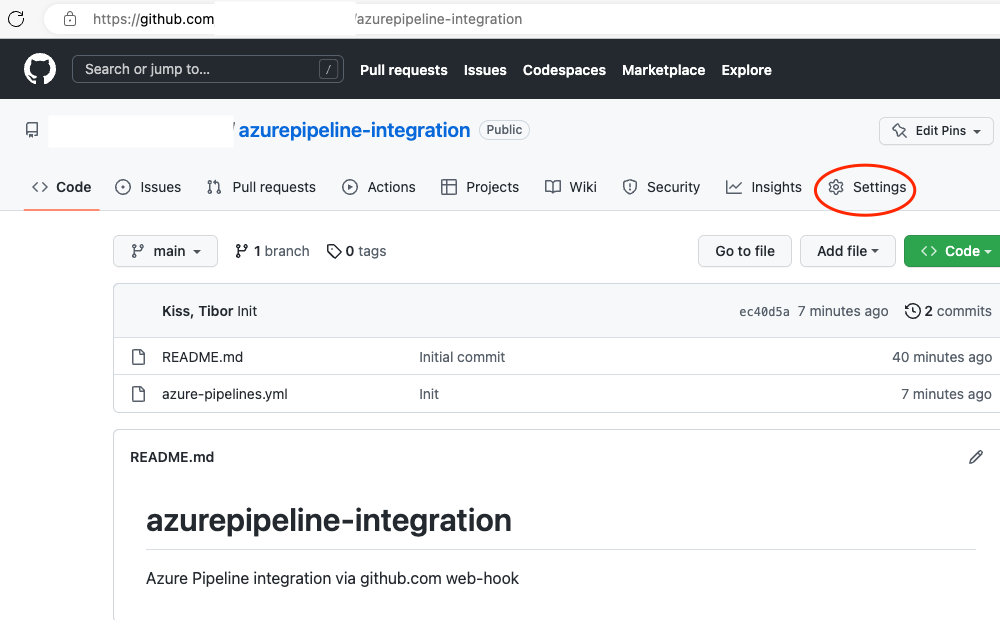 https://github.com /azurepipeline-integration
Search or jump to... / Pull requests Issues Codespaces Marketplace Explore
/ azurepipeline-integration Public Edit Pins
Code Issues Pull requests Actions Projects Wiki Security Insights Settings
main 1 branch 0 tags Go to file Add file Code
Kiss, Tibor Init ec40d5a 7 minutes ago 2 commits
README.md Initial commit 40 minutes ago
azure-pipelines.yml Init 7 minutes ago
README.md
azurepipeline-integration
Azure Pipeline integration via github.com web-hook